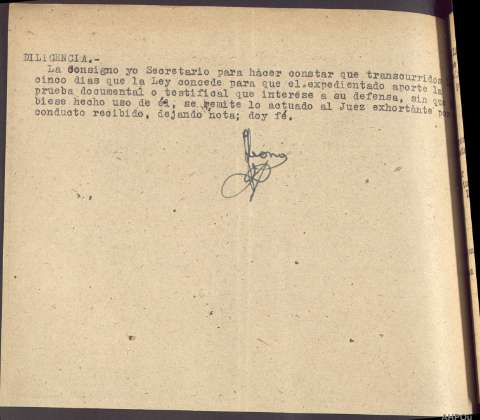 DILIGENCIA.-
La consigno yo Secretario para hacer constar que transcurridos
cinco dias que la Ley concede para que el expedientado aporte la
prueba documental o testifical que interese a su defensa, sin que
biese hecho uso de él, se remite lo actuado al Juez exhortante por
conducto recibido, dejando nota; doy fé.